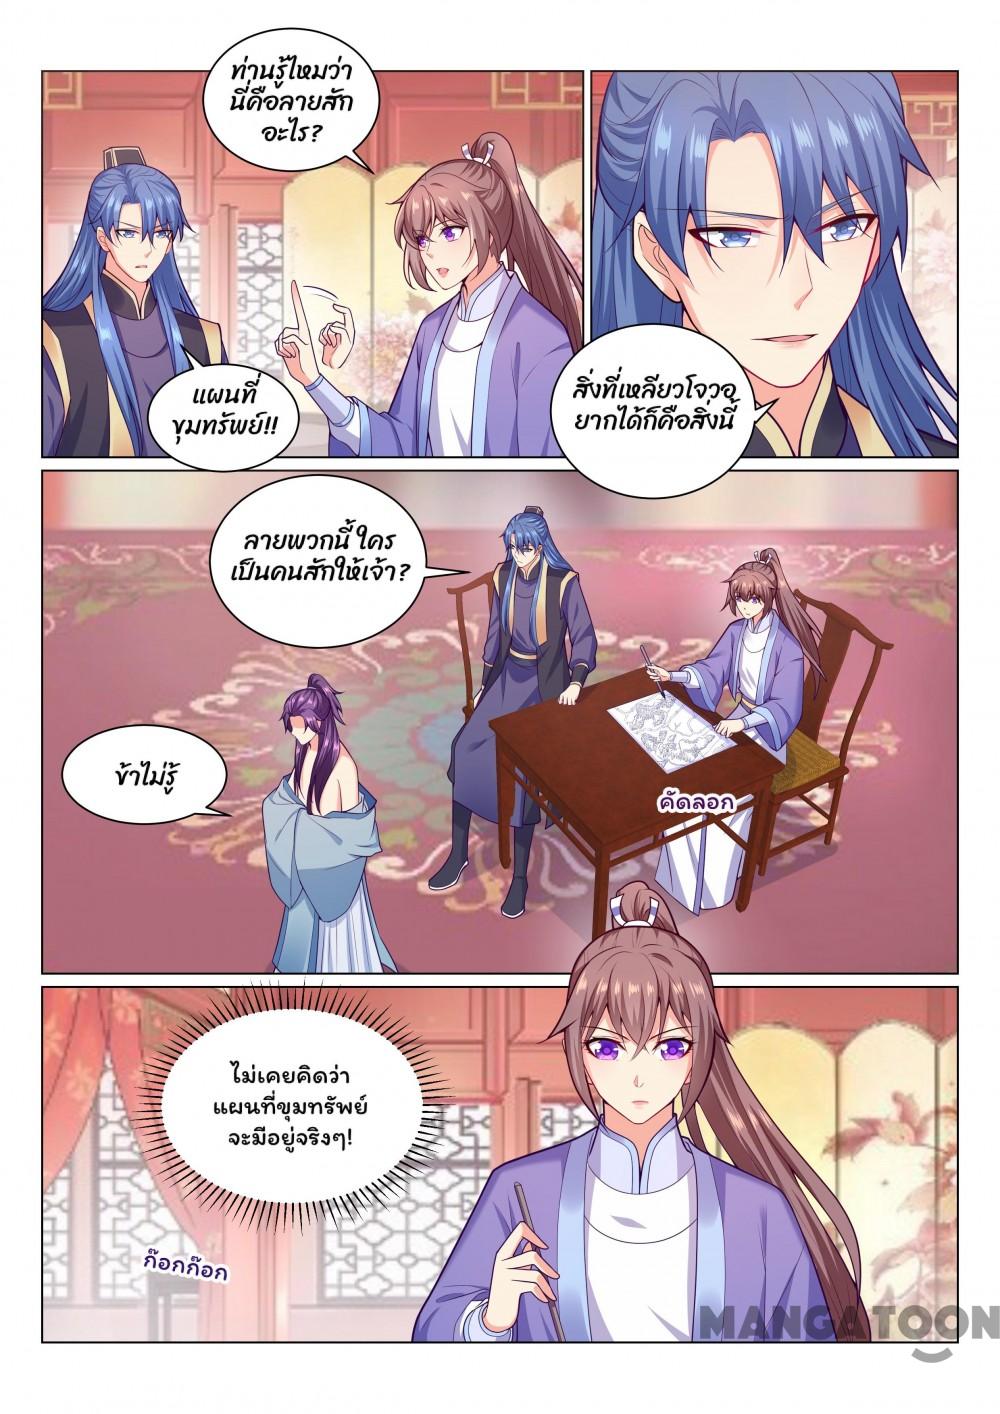 ท่านรู้ไหมว่า
นี่คือลายสัก
อะไร?
แผนที่
ขุมทรัพย์!!
สิ่งที่เหลียวโจวอ
ยากได้ก็คือสิ่งนี้
ลายพวกนี้ ใคร
เป็นคนสักให้เจ้า?
ข้าไม่รู้
คัดลอก
ไม่เคยคิดว่า
แผนที่ขุมทรัพย์
จะมีอยู่จริงๆ!
ก๊อกก๊อก
MANGATOON